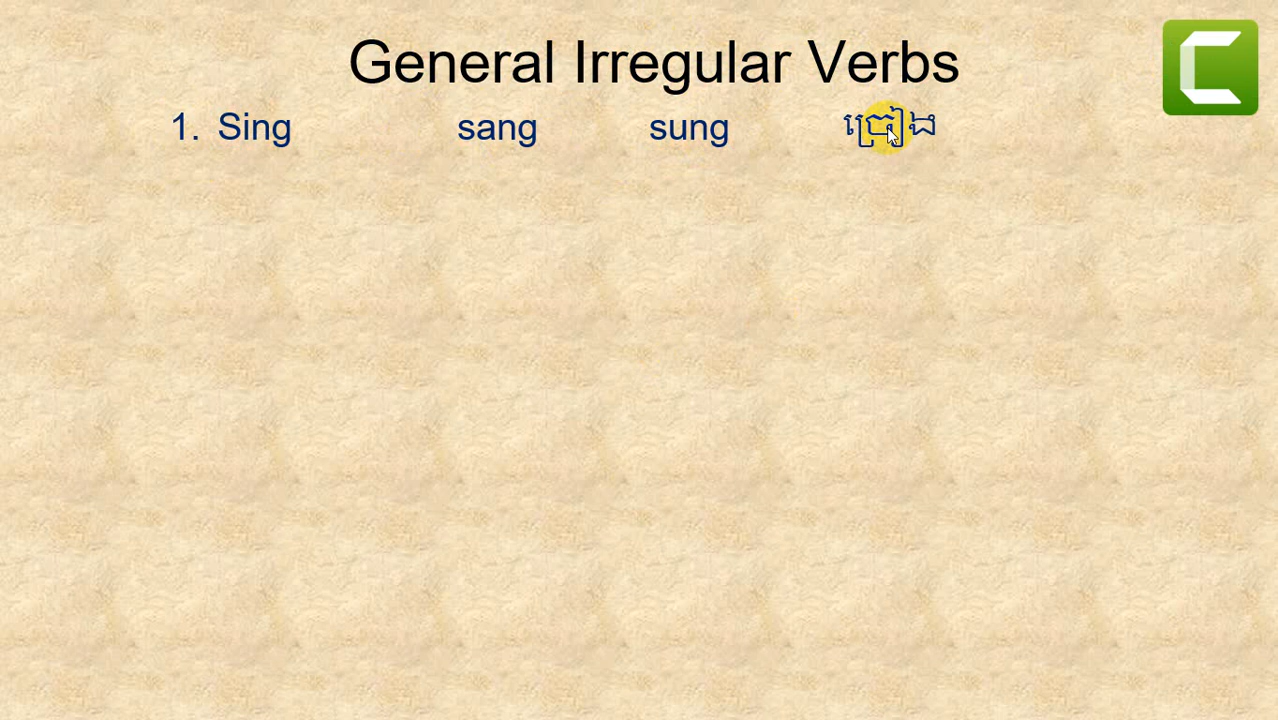 General Irregular Verbs
1. Sing sang sung ច្រៀង